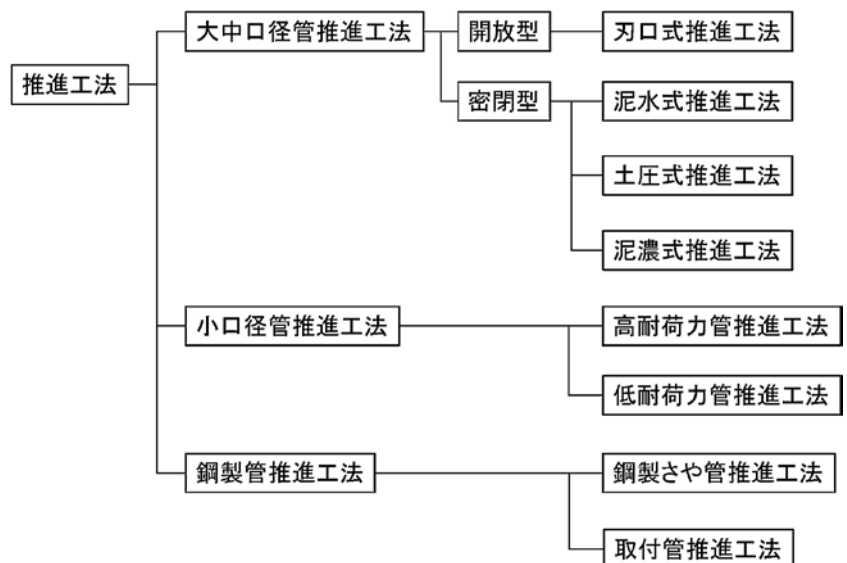 推進工法
大中口径管推進工法
開放型
刃口式推進工法
密閉型
泥水式推進工法
土圧式推進工法
泥濃式推進工法
小口径管推進工法
高耐荷力管推進工法
低耐荷力管推進工法
鋼製管推進工法
鋼製さや管推進工法
取付管推進工法